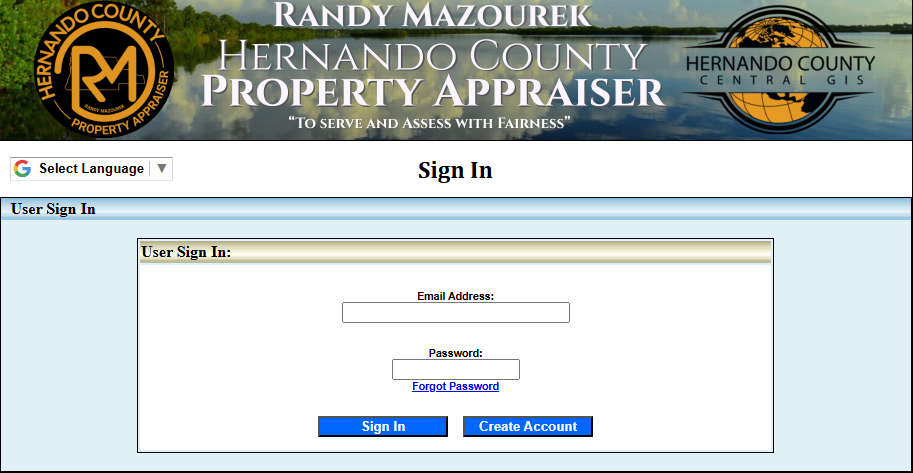 HERNANDO COUNTY
RM
RANDY MAZOUREK
PROPERTY APPRAISER
RANDY MAZOUREK
HERNANDO COUNTY
PROPERTY APPRAISER
“TO SERVE AND ASSESS WITH FAIRNESS”
HERNANDO COUNTY
CENTRAL GIS
G Select Language ▼
Sign In
User Sign In
User Sign In:
Email Address:
Password:
Forgot Password
Sign In
Create Account